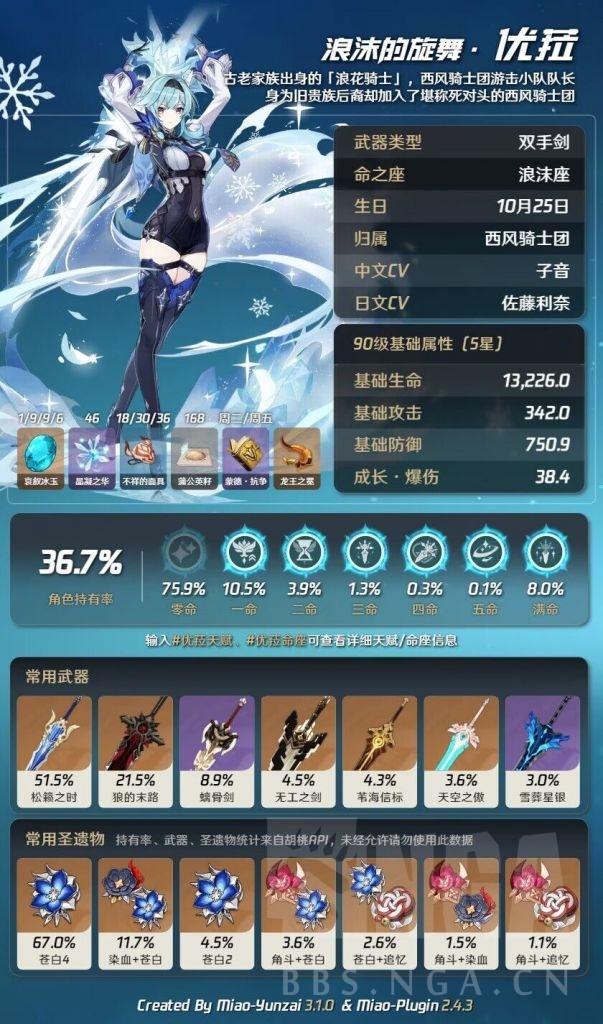 浪沫的旋舞·优菈
古老家族出身的「浪花骑士」，西风骑士团游击小队队长
身为旧贵族后裔却加入了堪称死对头的西风骑士团
武器类型 双手剑
命之座 浪沫座
生日 10月25日
归属 西风骑士团
中文CV 子音
日文CV 佐藤利奈
90级基础属性（5星）
基础生命 13,226.0
基础攻击 342.0
基础防御 750.9
成长·爆伤 38.4
1/9/9/6 46 18/30/36 168 周二/周五
哀叙冰玉 晶凝之华 不祥的面具 蒲公英籽 蒙德·抗争 龙王之冕
36.7%
角色持有率
75.9% 10.5% 3.9% 1.3% 0.3% 0.1% 8.0%
零命 一命 二命 三命 四命 五命 满命
输入#优菈天赋、#优菈命座可查看详细天赋/命座信息
常用武器
51.5% 21.5% 8.9% 4.5% 4.3% 3.6% 3.0%
松籁之时 狼的末路 螭骨剑 无工之剑 苇海信标 天空之傲 雪葬星银
常用圣遗物 持有率、武器、圣遗物统计来自胡桃API，未经允许请勿使用此数据
67.0% 11.7% 4.5% 3.6% 2.6% 1.5% 1.1%
苍白4 染血+苍白 苍白2 角斗+苍白 苍白+追忆 角斗+染血 角斗+追忆
NGA
BBS.NGA.CN
Created By Miao-Yunzai 3.1.0 & Miao-Plugin 2.4.3